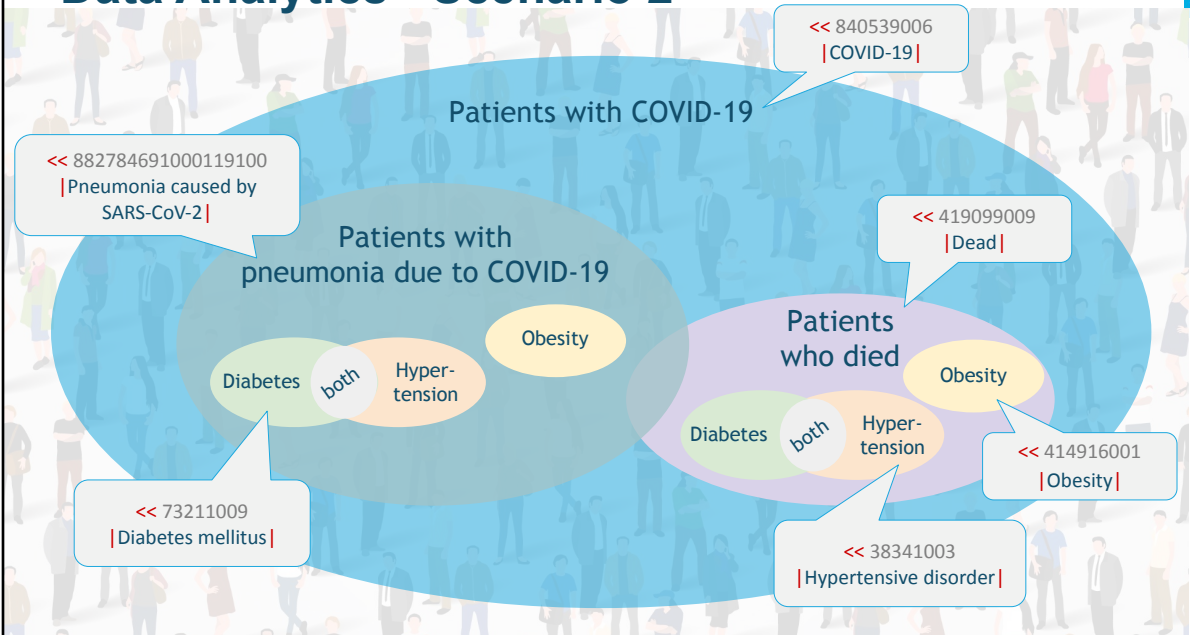 Data Analytics - Scenario 2
<< 840539006
|COVID-19|
Patients with COVID-19
<< 882784691000119100
|Pneumonia caused by
SARS-CoV-2|
<< 419099009
|Dead|
Patients with
pneumonia due to COVID-19
Patients
who died
Obesity
Diabetes
both
Hyper-
tension
Obesity
Diabetes
both
Hyper-
tension
<< 414916001
|Obesity|
<< 73211009
|Diabetes mellitus|
<< 38341003
|Hypertensive disorder|